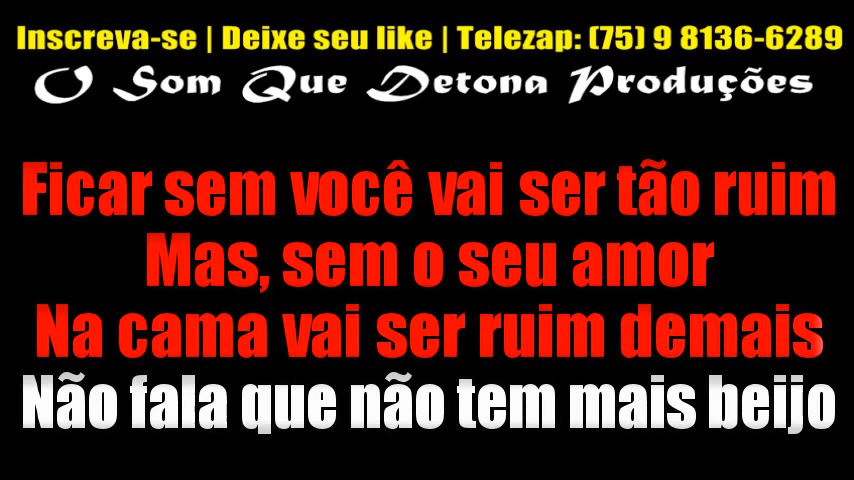 Inscreva-se | Deixe seu like | Telezap: (75) 9 8136-6289
O Som Que Detona Produções
Ficar sem você vai ser tão ruim
Mas, sem o seu amor
Na cama vai ser ruim demais
Não fala que não tem mais beijo